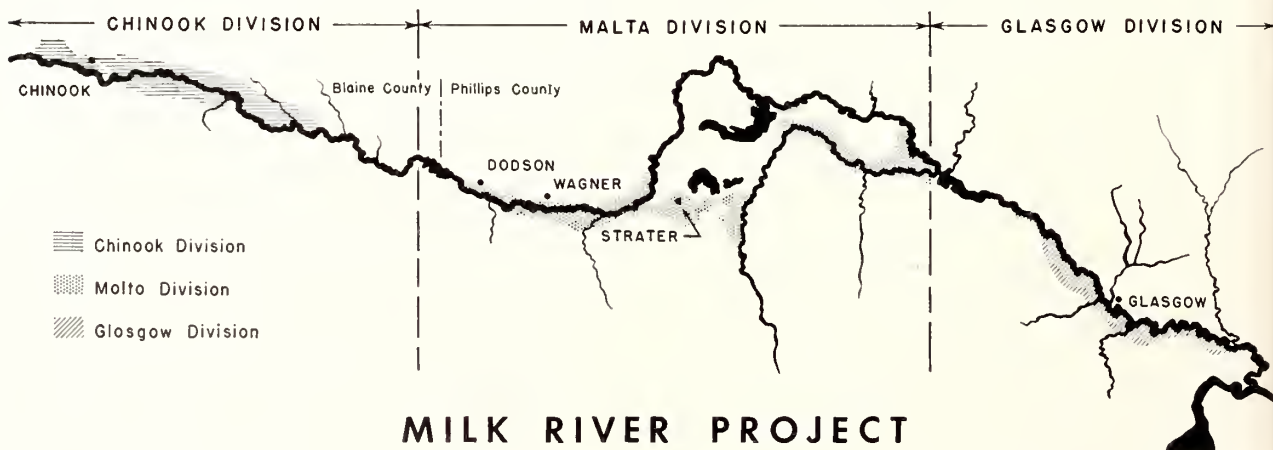 CHINOOK DIVISION
MALTA DIVISION
GLASGOW DIVISION
CHINOOK
Blaine County
Phillips County
DODSON
WAGNER
STRATER
Chinook Division
Molto Division
Glosgow Division
GLASGOW
MILK RIVER PROJECT